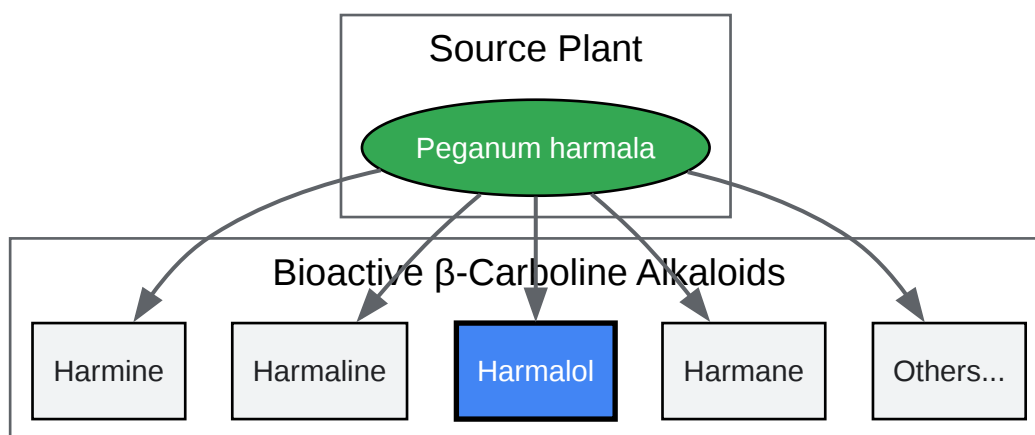 Source Plant
Peganum harmala
Bioactive β-Carboline Alkaloids
Harmine
Harmaline
Harmalol
Harmane
Others...